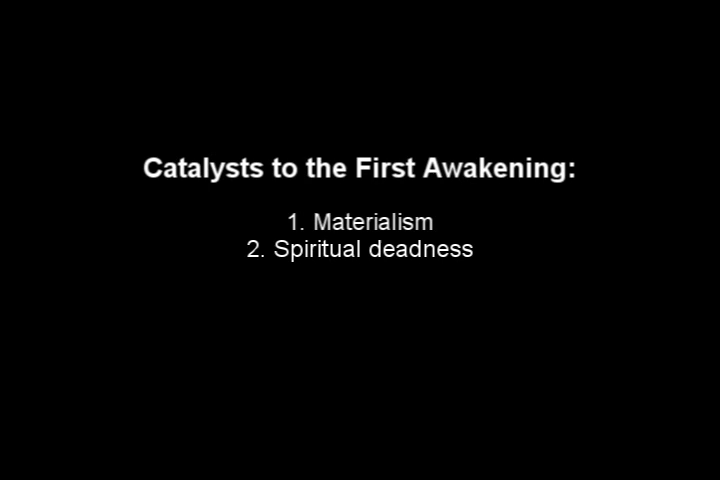 Catalysts to the First Awakening:
1. Materialism
2. Spiritual deadness